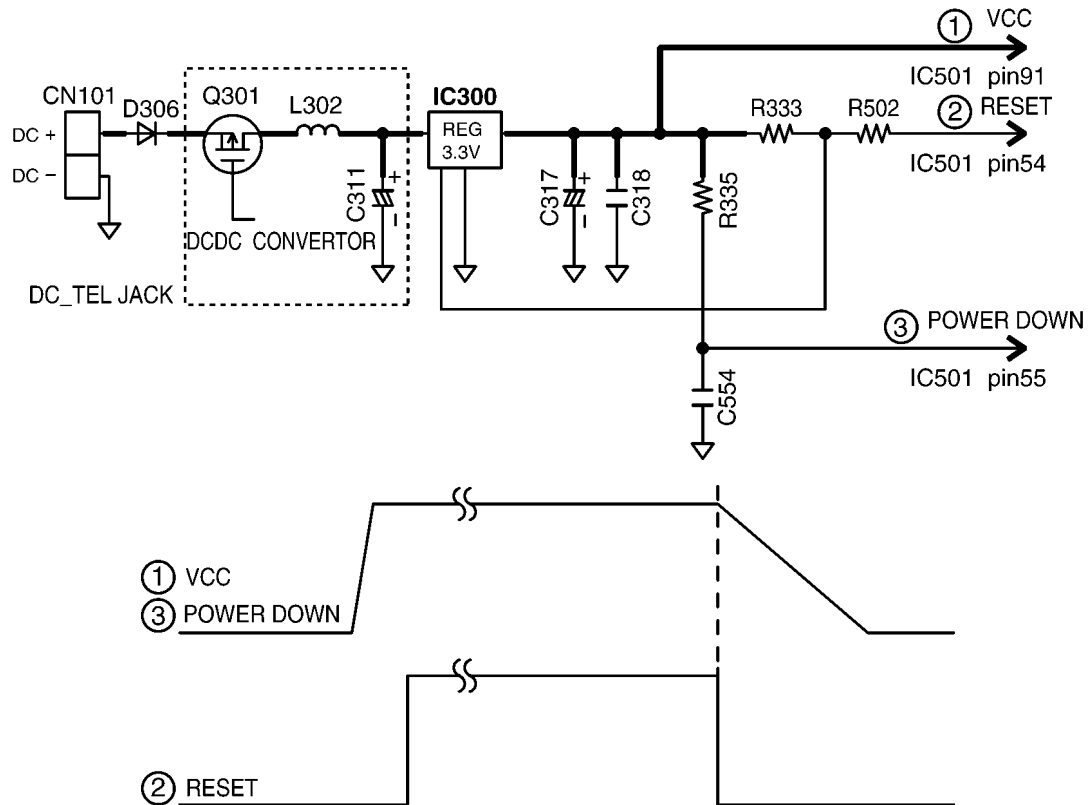 ① VCC
IC501 pin91
CN101
D306
Q301
L302
IC300
REG
3.3V
R333
R502
② RESET
IC501 pin54
DC +
DC −
C311
+
−
C317
+
−
C318
R335
DCDC CONVERTOR
DC_TEL JACK
③ POWER DOWN
IC501 pin55
C554
① VCC
③ POWER DOWN
② RESET